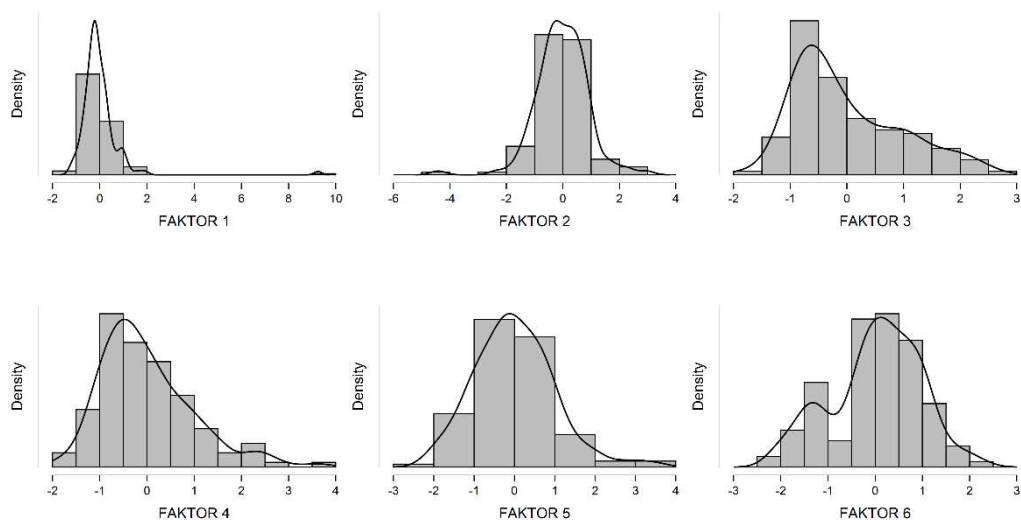 Density
-2 0 2 4 6 8 10
FAKTOR 1
Density
-6 -4 -2 0 2 4
FAKTOR 2
Density
-2 -1 0 1 2 3
FAKTOR 3
Density
-2 -1 0 1 2 3 4
FAKTOR 4
Density
-3 -2 -1 0 1 2 3 4
FAKTOR 5
Density
-3 -2 -1 0 1 2 3
FAKTOR 6